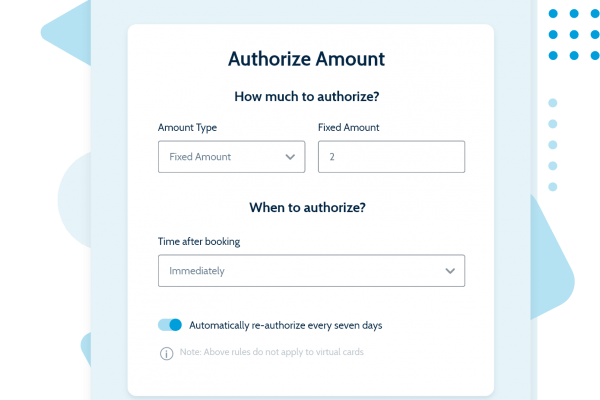 Authorize Amount
How much to authorize?
Amount Type
Fixed Amount
Fixed Amount
2
When to authorize?
Time after booking
Immediately
Automatically re-authorize every seven days
Note: Above rules do not apply to virtual cards